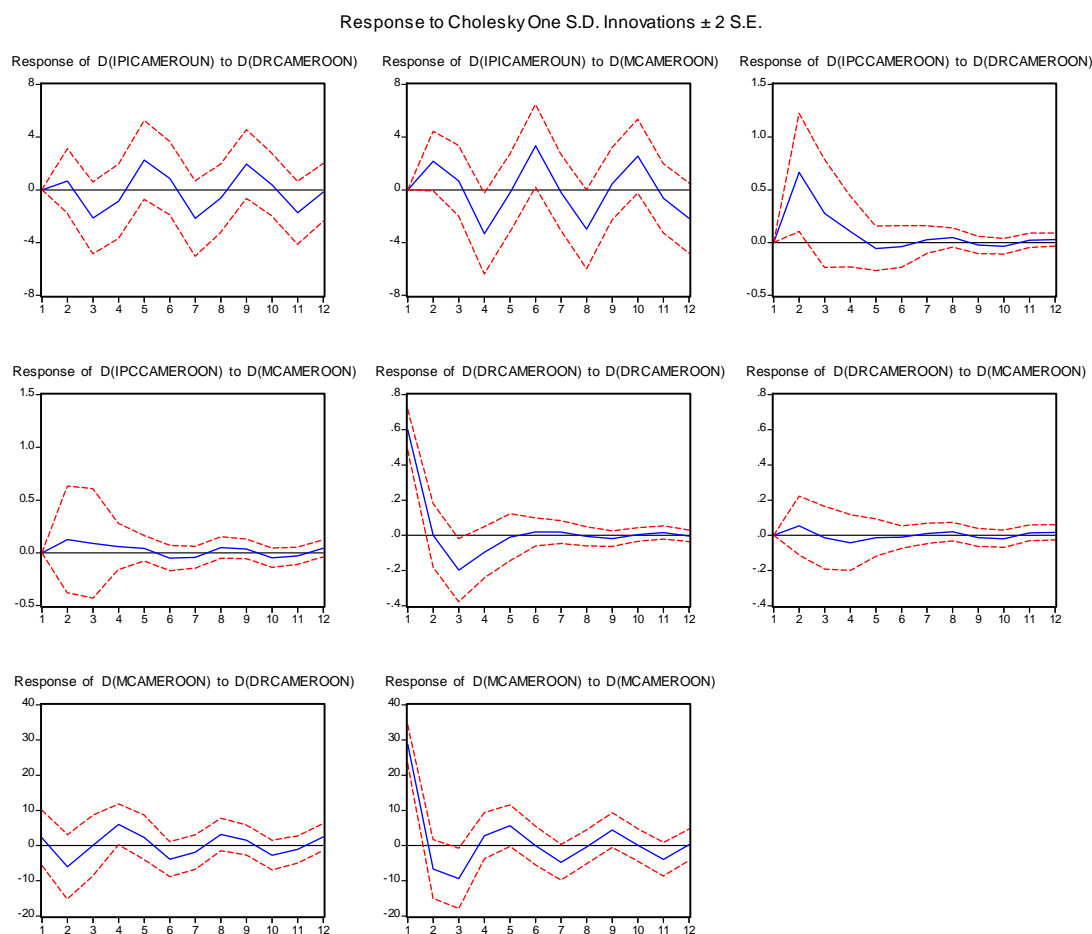 Response to Cholesky One S.D. Innovations ± 2 S.E.
Response of D(IPICAMEROUN) to D(DRCAMEROON)
8
4
0
-4
-8
1 2 3 4 5 6 7 8 9 10 11 12
Response of D(IPICAMEROUN) to D(MCAMEROON)
8
4
0
-4
-8
1 2 3 4 5 6 7 8 9 10 11 12
Response of D(IPCCAMEROON) to D(DRCAMEROON)
1.5
1.0
0.5
0.0
-0.5
1 2 3 4 5 6 7 8 9 10 11 12
Response of D(IPCCAMEROON) to D(MCAMEROON)
1.5
1.0
0.5
0.0
-0.5
1 2 3 4 5 6 7 8 9 10 11 12
Response of D(DRCAMEROON) to D(DRCAMEROON)
.8
.6
.4
.2
.0
-.2
-.4
1 2 3 4 5 6 7 8 9 10 11 12
Response of D(DRCAMEROON) to D(MCAMEROON)
.8
.6
.4
.2
.0
-.2
-.4
1 2 3 4 5 6 7 8 9 10 11 12
Response of D(MCAMEROON) to D(DRCAMEROON)
40
30
20
10
0
-10
-20
1 2 3 4 5 6 7 8 9 10 11 12
Response of D(MCAMEROON) to D(MCAMEROON)
40
30
20
10
0
-10
-20
1 2 3 4 5 6 7 8 9 10 11 12